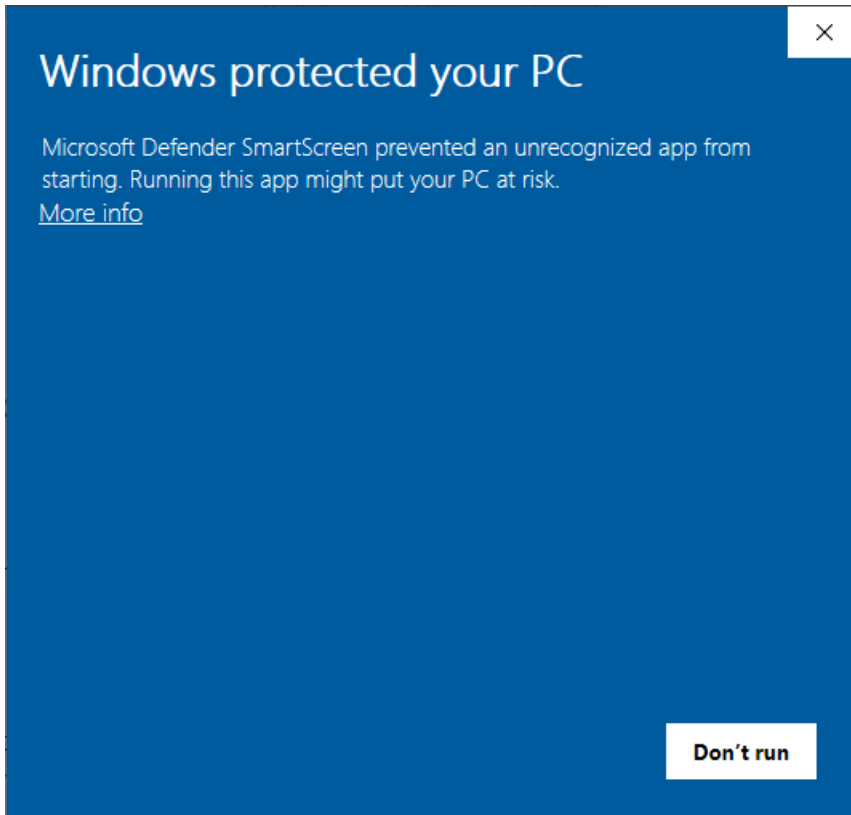 Windows protected your PC
Microsoft Defender SmartScreen prevented an unrecognized app from
starting. Running this app might put your PC at risk.
More info
Don’t run